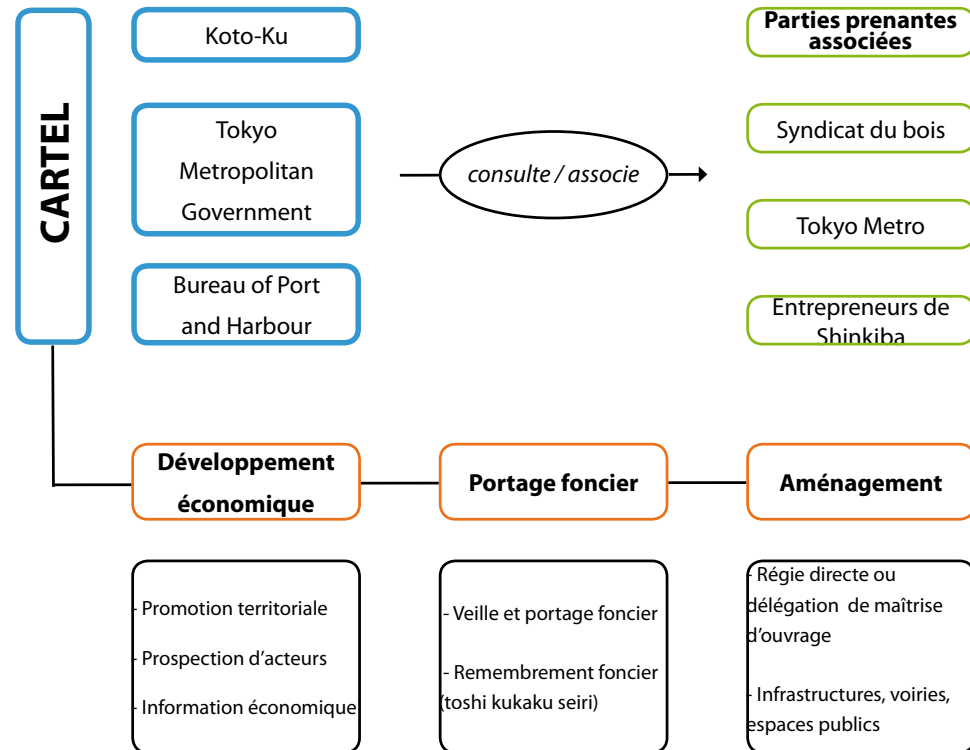 CARTEL
Koto-Ku
Tokyo
Metropolitan
Government
Bureau of Port
and Harbour
consulte / associe
Parties prenantes
associées
Syndicat du bois
Tokyo Metro
Entrepreneurs de
Shinkiba
Développement
économique
Portage foncier
Aménagement
- Promotion territoriale
- Prospection d'acteurs
- Information économique
- Veille et portage foncier
- Remembrement foncier
(toshi kukaku seiri)
- Régie directe ou
délégation de maîtrise
d'ouvrage
- Infrastructures, voiries,
espaces publics